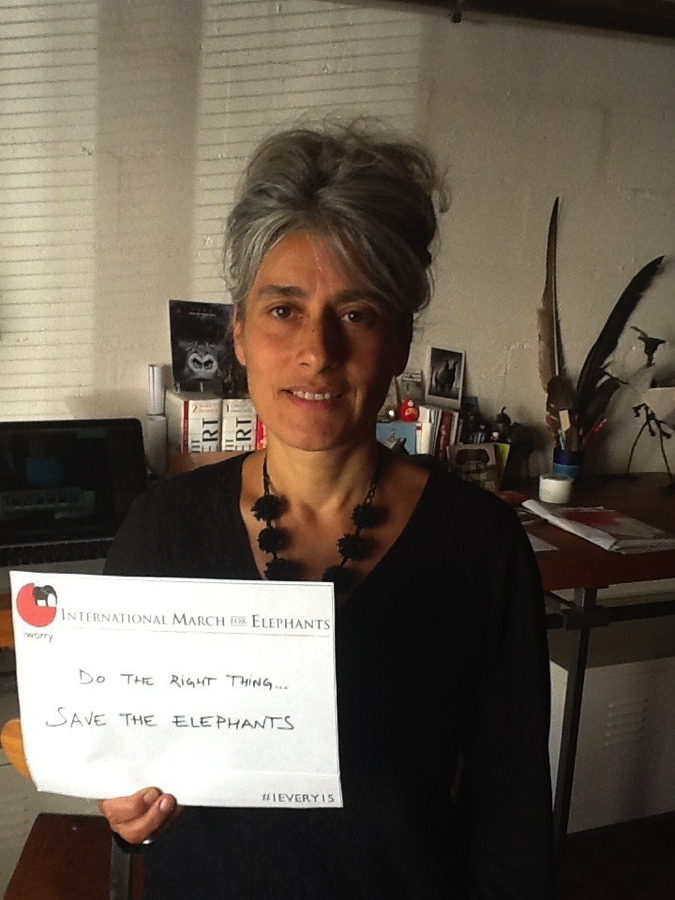 iworry
INTERNATIONAL MARCH FOR ELEPHANTS
DO THE RIGHT THING...
SAVE THE ELEPHANTS
#1EVERY15